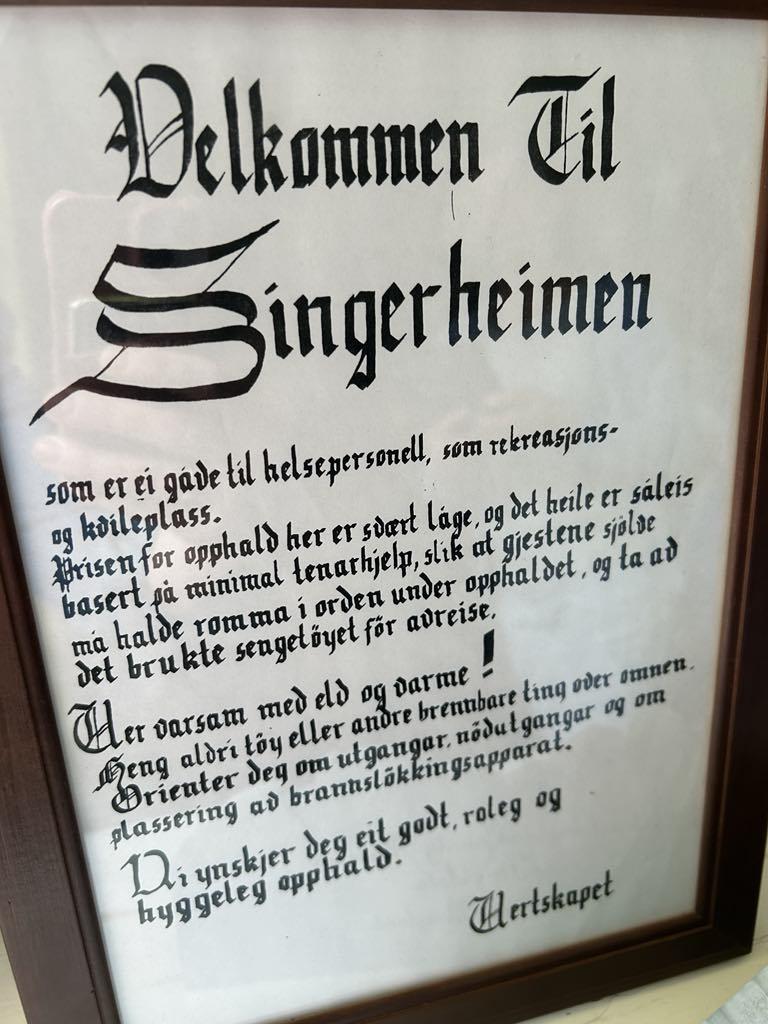 Velkommen Til
Singerheimen
som er ei gåve til helsepersonell, som rekreasjons-
og kvileplass.
Prisen for opphald her er svært låge, og det heile er såleis
basert på minimal tenarhjelp, slik at gjestene sjølve
må halde romma i orden under opphaldet, og ta av
det brukte sengetöyet för avreise.
Ver varsam med eld og varme !
Heng aldri töy eller andre brennbare ting over omnen.
Orienter deg om utgangar, nödutgangar og om
plassering av brannslökkingsapparat.
Vi ynskjer deg eit godt, roleg og
hyggeleg opphald.
Vertskapet